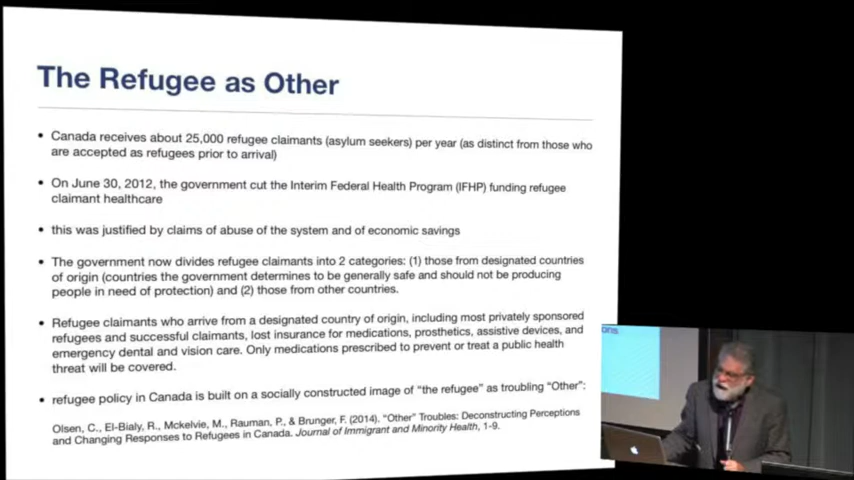 The Refugee as Other
• Canada receives about 25,000 refugee claimants (asylum seekers) per year (as distinct from those who
are accepted as refugees prior to arrival)
• On June 30, 2012, the government cut the Interim Federal Health Program (IFHP) funding refugee
claimant healthcare
• this was justified by claims of abuse of the system and of economic savings
• The government now divides refugee claimants into 2 categories: (1) those from designated countries
of origin (countries the government determines to be generally safe and should not be producing
people in need of protection) and (2) those from other countries.
• Refugee claimants who arrive from a designated country of origin, including most privately sponsored
refugees and successful claimants, lost insurance for medications, prosthetics, assistive devices, and
emergency dental and vision care. Only medications prescribed to prevent or treat a public health
threat will be covered.
• refugee policy in Canada is built on a socially constructed image of “the refugee” as troubling “Other”:
Olsen, C., El-Bialy, R., Mckelvie, M., Rauman, P., & Brunger, F. (2014). “Other” Troubles: Deconstructing Perceptions
and Changing Responses to Refugees in Canada. Journal of Immigrant and Minority Health, 1-9.
ons.